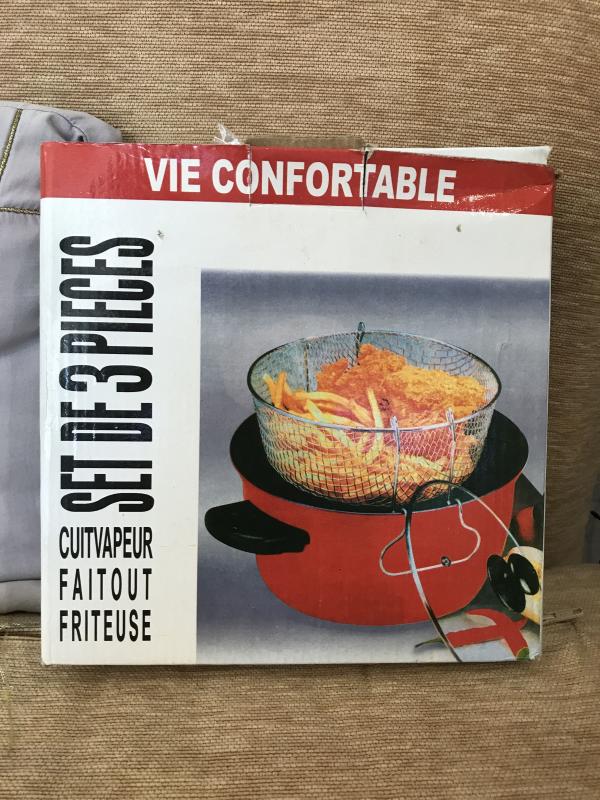 VIE CONFORTABLE
SET DE 3 PIECES
CUITVAPEUR
FAITOUT
FRITEUSE